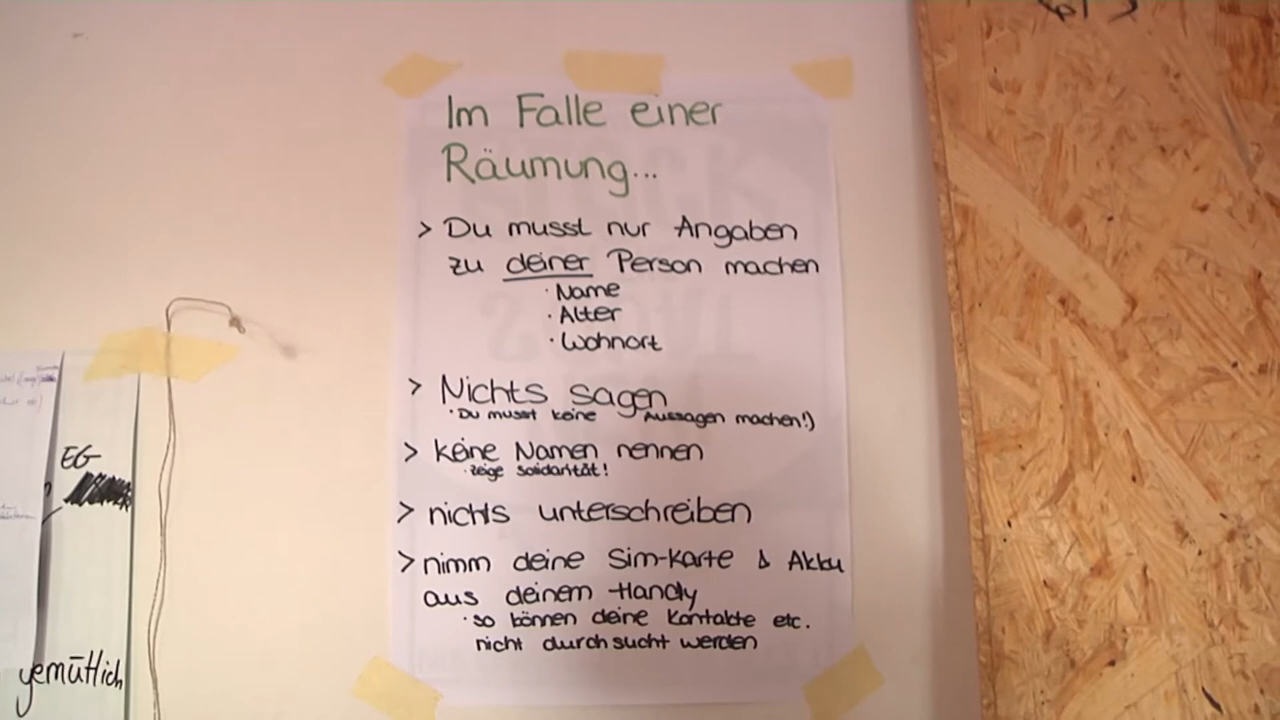 Im Falle einer
Räumung...
> Du musst nur Angaben
zu deiner Person machen
· Name
· Alter
· Wohnort
> Nichts sagen
· Du musst keine Aussagen machen!)
> keine Namen nennen
· zeige Solidarität!
> nichts unterschreiben
> nimm deine Sim-Karte & Akku
aus deinem Handy
· so können deine Kontakte etc.
nicht durchsucht werden
EG
gemütlich